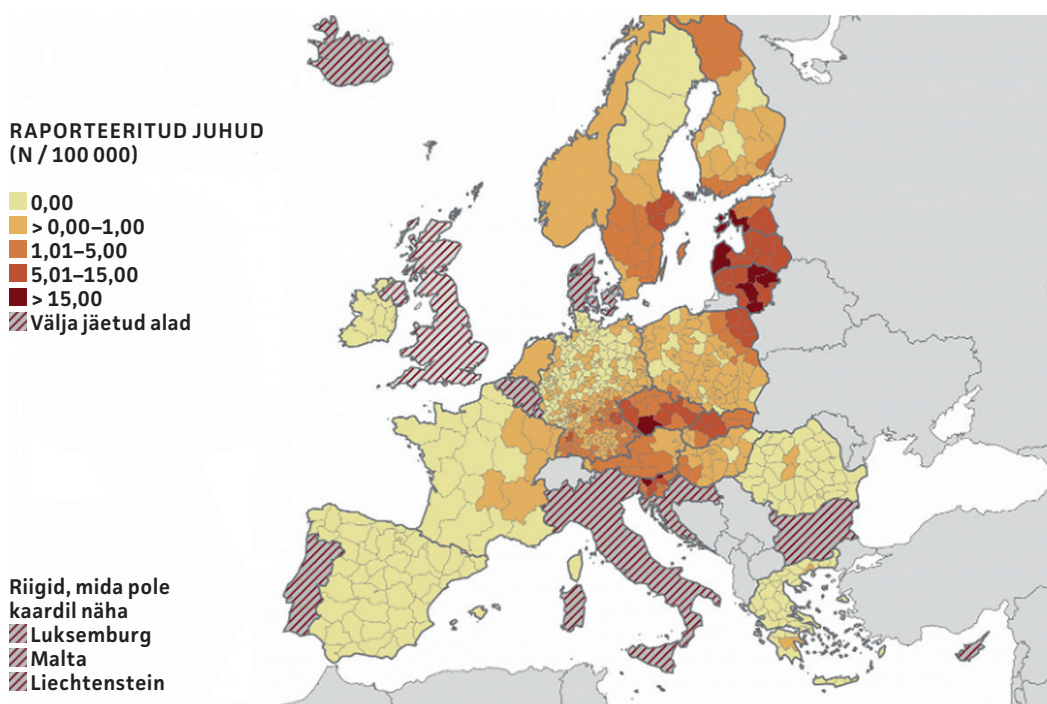 RAPORTEERITUD JUHUD
(N / 100 000)
0,00
> 0,00–1,00
1,01–5,00
5,01–15,00
> 15,00
Välja jäetud alad
Riigid, mida pole
kaardil näha
Luksemburg
Malta
Liechtenstein